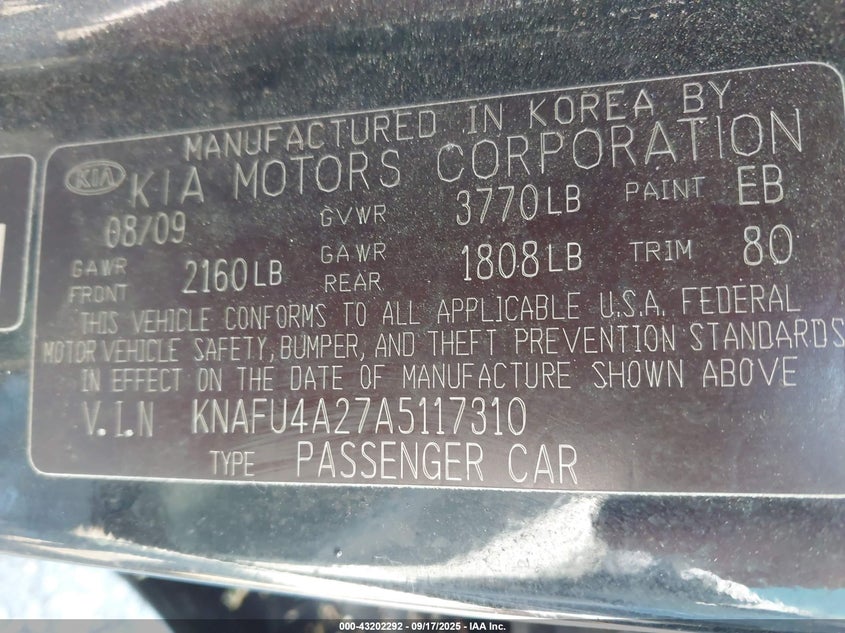 MANUFACTURED IN KOREA BY
KIA KIA MOTORS CORPORATION
08/09 GVWR 3770LB PAINT EB
GAWR FRONT 2160LB GAWR REAR 1808LB TRIM 80
THIS VEHICLE CONFORMS TO ALL APPLICABLE U.S.A. FEDERAL
MOTOR VEHICLE SAFETY, BUMPER, AND THEFT PREVENTION STANDARDS
IN EFFECT ON THE DATE OF MANUFACTURE SHOWN ABOVE
V.I.N KNAFU4A27A5117310
TYPE PASSENGER CAR
000-43202292 - 09/17/2025 - IAA Inc.